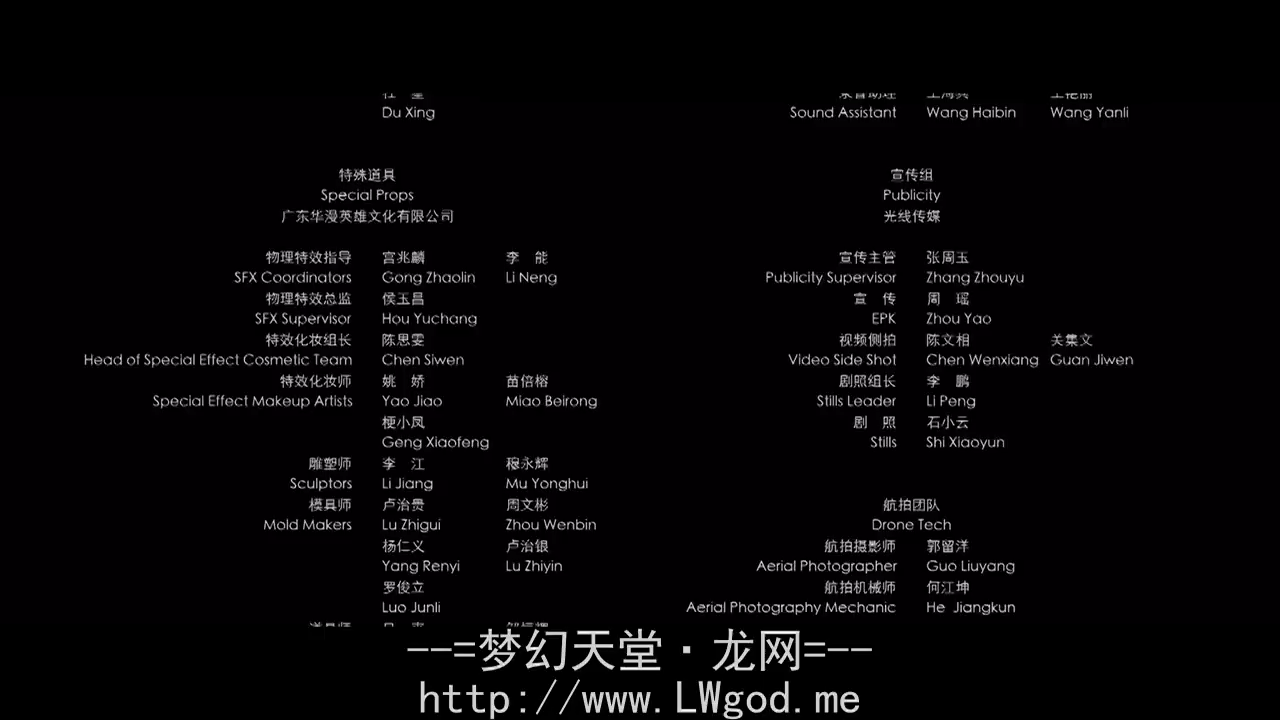 Du Xing
特殊道具
Special Props
广东华漫英雄文化有限公司
物理特效指导 宫兆麟 李 能
SFX Coordinators Gong Zhaolin Li Neng
物理特效总监 侯玉昌
SFX Supervisor Hou Yuchang
特效化妆组长 陈思雯
Head of Special Effect Cosmetic Team Chen Siwen
特效化妆师 姚 娇 苗倍榕
Special Effect Makeup Artists Yao Jiao Miao Beirong
梗小凤
Geng Xiaofeng
雕塑师 李 江 穆永辉
Sculptors Li Jiang Mu Yonghui
模具师 卢治贵 周文彬
Mold Makers Lu Zhigui Zhou Wenbin
杨仁义 卢治银
Yang Renyi Lu Zhiyin
罗俊立
Luo Junli
Sound Assistant Wang Haibin Wang Yanli
宣传组
Publicity
光线传媒
宣传主管 张周玉
Publicity Supervisor Zhang Zhouyu
宣 传 周 瑶
EPK Zhou Yao
视频侧拍 陈文相 关集文
Video Side Shot Chen Wenxiang Guan Jiwen
剧照组长 李 鹏
Stills Leader Li Peng
剧 照 石小云
Stills Shi Xiaoyun
航拍团队
Drone Tech
航拍摄影师 郭留洋
Aerial Photographer Guo Liuyang
航拍机械师 何江坤
Aerial Photography Mechanic He Jiangkun
--=梦幻天堂·龙网=--
http://www.LWgod.me